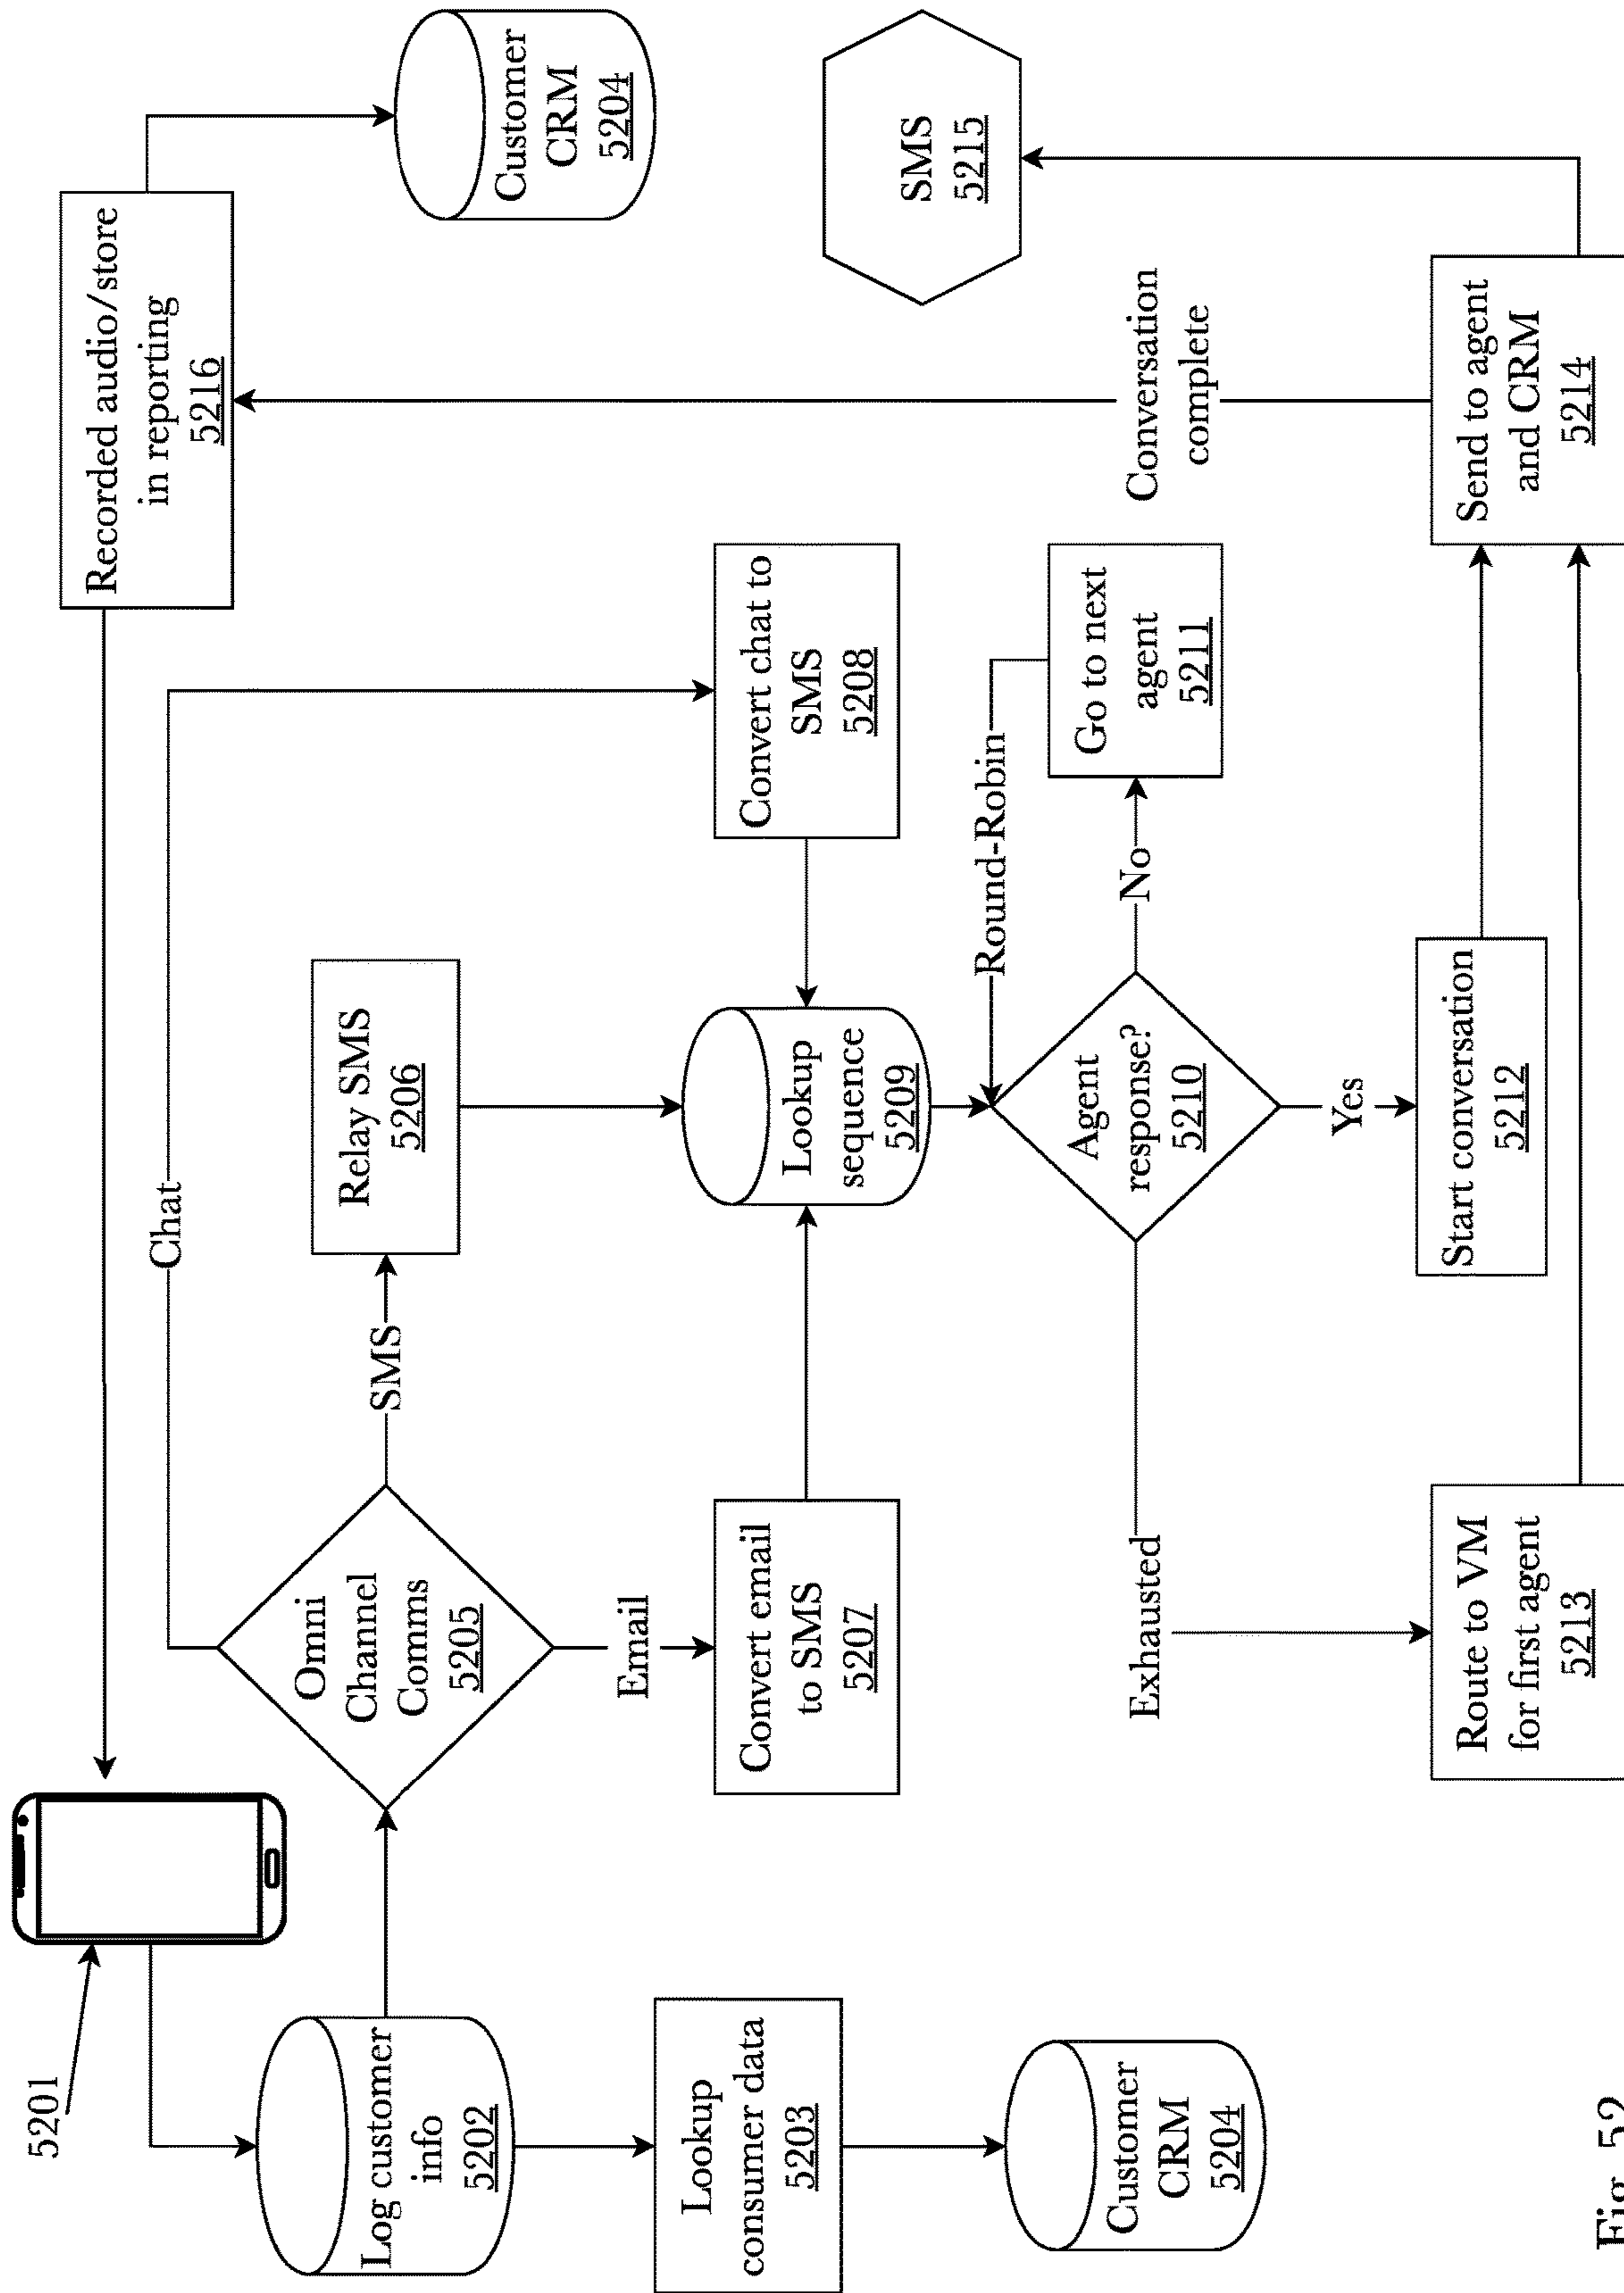 5201
Log customer
info
5202
Lookup
consumer data
5203
Customer
CRM
5204
Omni
Channel
Comms
5205
Chat
SMS
Email
Relay SMS
5206
Convert email
to SMS
5207
Convert chat to
SMS
5208
Lookup
sequence
5209
Agent
response?
5210
Round-Robin
No
Go to next
agent
5211
Yes
Start conversation
5212
Exhausted
Route to VM
for first agent
5213
Send to agent
and CRM
5214
SMS
5215
Conversation
complete
Recorded audio/store
in reporting
5216
Customer
CRM
5204
Fig. 52